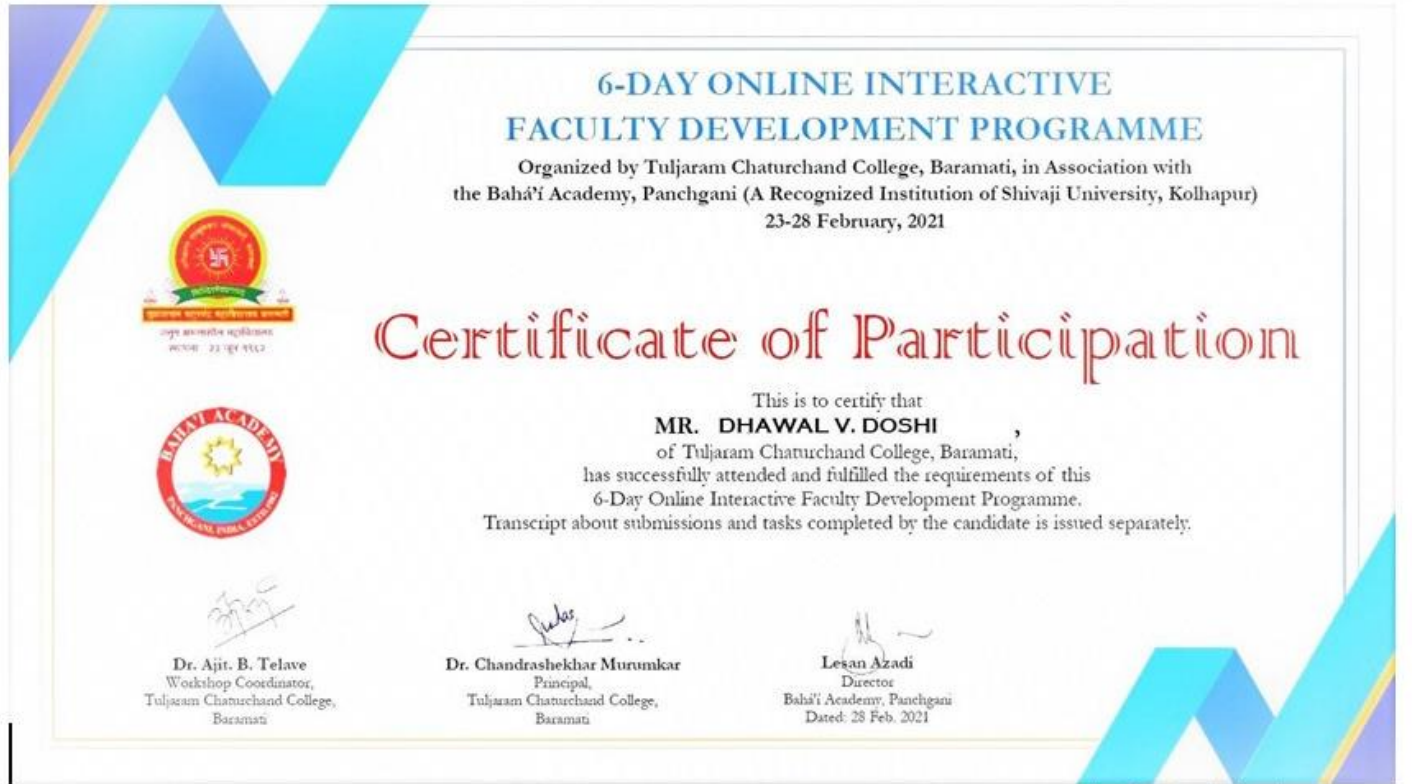 6-DAY ONLINE INTERACTIVE
FACULTY DEVELOPMENT PROGRAMME
Organized by Tuljaram Chaturchand College, Baramati, in Association with
the Bahá'í Academy, Panchgani (A Recognized Institution of Shivaji University, Kolhapur)
23-28 February, 2021
Certificate of Participation
This is to certify that
MR. DHAWAL V. DOSHI ,
of Tuljaram Chaturchand College, Baramati,
has successfully attended and fulfilled the requirements of this
6-Day Online Interactive Faculty Development Programme.
Transcript about submissions and tasks completed by the candidate is issued separately.
BAHA'I ACADEMY
PANCHGANI, INDIA, ESTD.1982
Dr. Ajit. B. Telave
Workshop Coordinator,
Tuljaram Chaturchand College,
Baramati
Dr. Chandrashekhar Murumkar
Principal,
Tuljaram Chaturchand College,
Baramati
Lesan Azadi
Director
Bahá'í Academy, Panchgani
Dated: 28 Feb. 2021